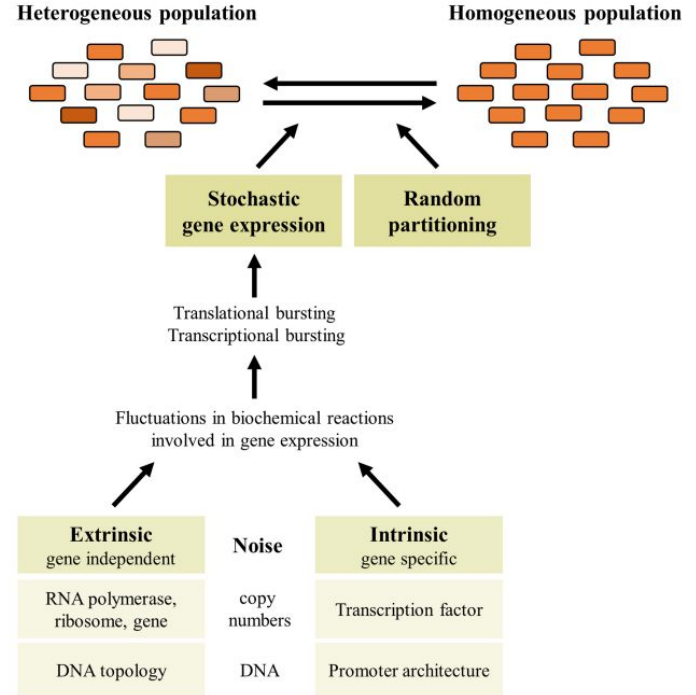 Heterogeneous population
Homogeneous population
Stochastic
gene expression
Random
partitioning
Translational bursting
Transcriptional bursting
Fluctuations in biochemical reactions
involved in gene expression
Extrinsic
gene independent
Noise
Intrinsic
gene specific
RNA polymerase,
ribosome, gene
copy
numbers
Transcription factor
DNA topology
DNA
Promoter architecture